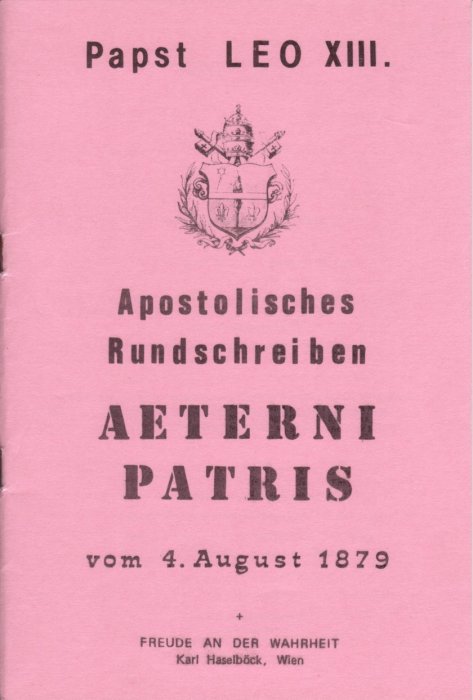 Papst LEO XIII.
Apostolisches
Rundschreiben
AETERNI
PATRIS
vom 4. August 1879
+
FREUDE AN DER WAHRHEIT
Karl Haselböck, Wien